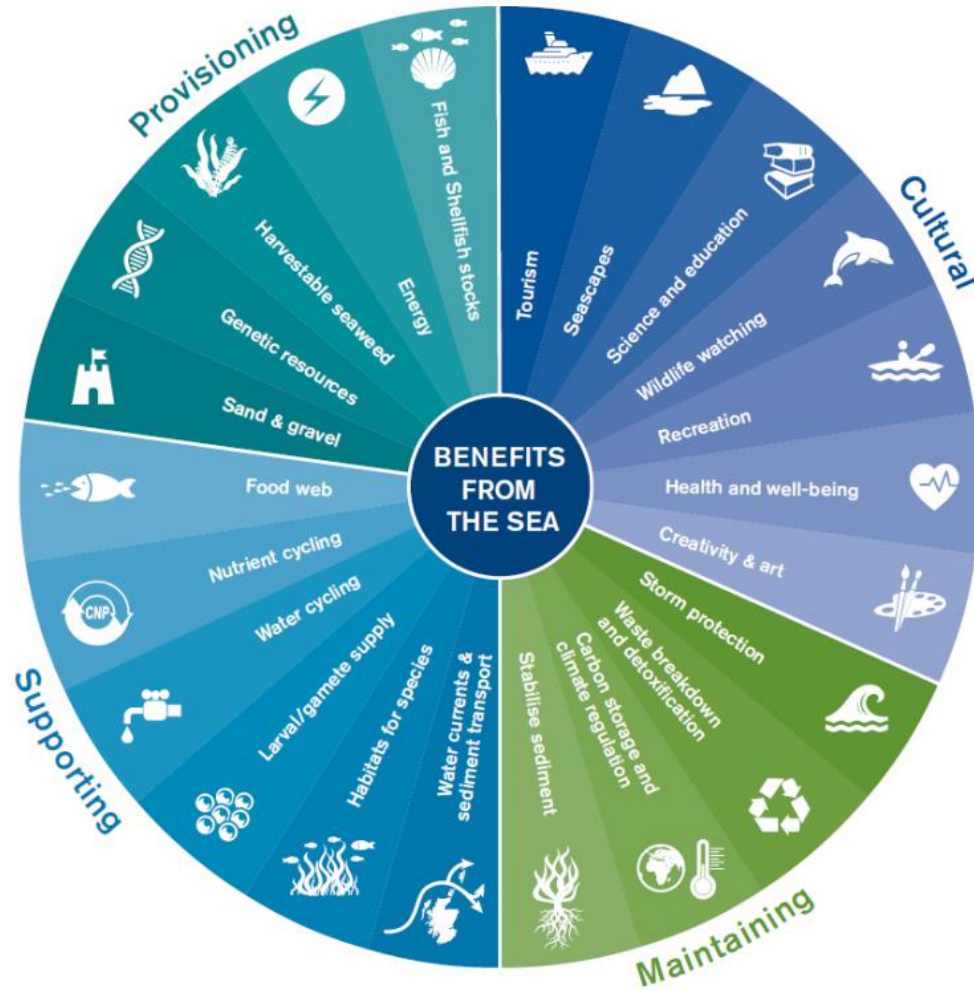 Provisioning
Fish and Shellfish stocks
Energy
Harvestable seaweed
Genetic resources
Sand & gravel
Cultural
Tourism
Seascapes
Science and education
Wildlife watching
Recreation
Health and well-being
Creativity & art
BENEFITS
FROM
THE SEA
Supporting
Food web
Nutrient cycling
CNP
Water cycling
Larval/gamete supply
Habitats for species
Water currents &
sediment transport
Maintaining
Storm protection
Waste breakdown
and detoxification
Carbon storage and
climate regulation
Stabilise sediment